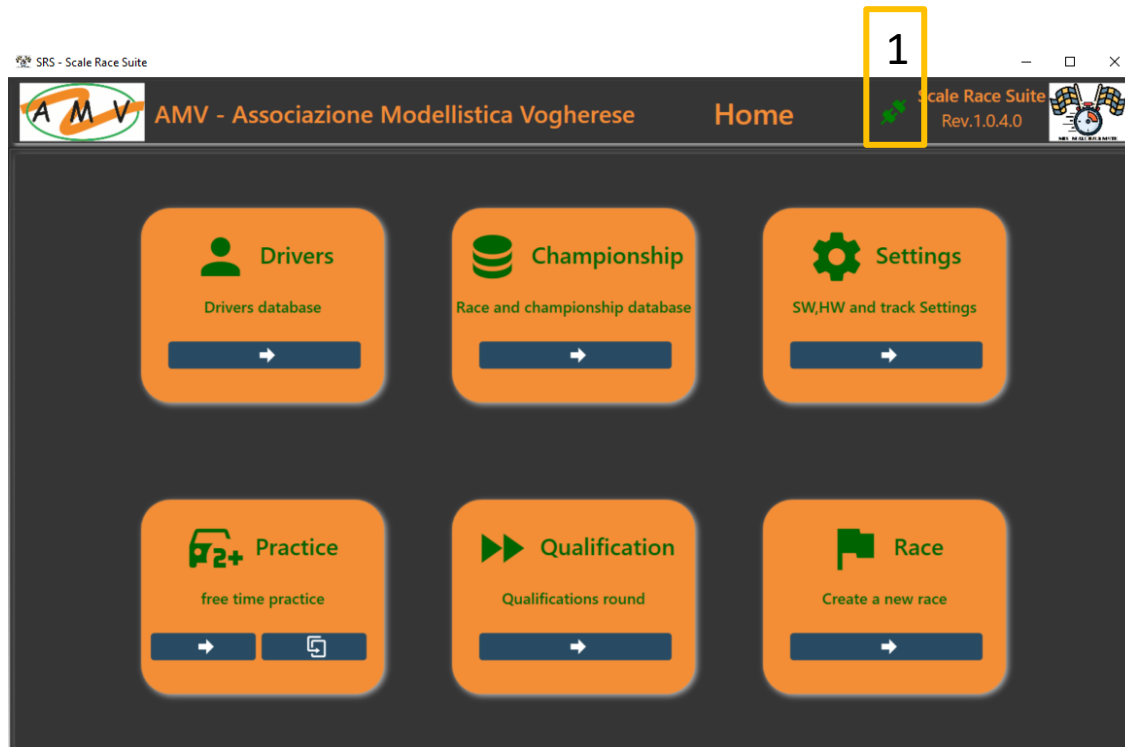 1
SRS - Scale Race Suite
AMV
AMV - Associazione Modellistica Vogherese
Home
Scale Race Suite
Rev.1.0.4.0
Drivers
Drivers database
Championship
Race and championship database
Settings
SW,HW and track Settings
2+ Practice
free time practice
Qualification
Qualifications round
Race
Create a new race